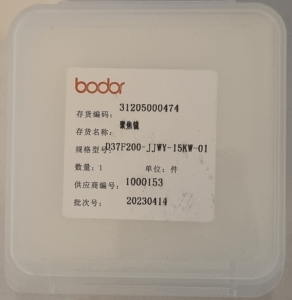 bodor
存货编码: 31205000474
存货名称: 聚焦镜
规格型号: D37F200-JJWY-15KW-01
数量: 1 单位: 件
供应商编号: 1000153
批次号: 20230414